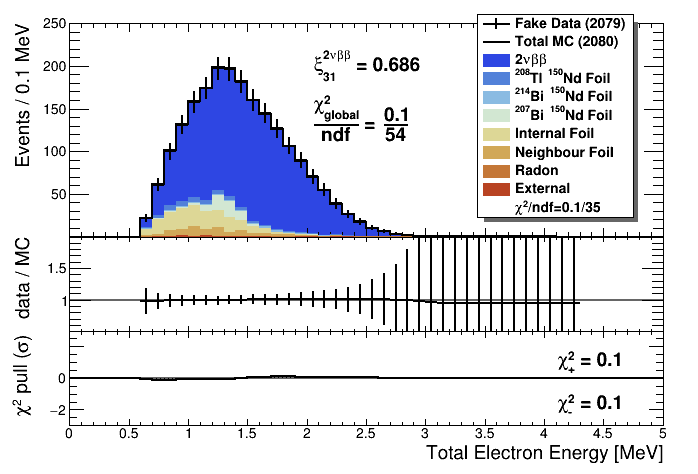 Events / 0.1 MeV
250
200
150
100
50
ξ³¹ 2νββ = 0.686
χ² global / ndf = 0.1 / 54
Fake Data (2079)
Total MC (2080)
2νββ
²⁰⁸Tl ¹⁵⁰Nd Foil
²¹⁴Bi ¹⁵⁰Nd Foil
²⁰⁷Bi ¹⁵⁰Nd Foil
Internal Foil
Neighbour Foil
Radon
External
χ²/ndf=0.1/35
data / MC
1.5
1
χ² pull (σ)
0
−2
χ²₊ = 0.1
χ²₋ = 0.1
0 0.5 1 1.5 2 2.5 3 3.5 4 4.5 5
Total Electron Energy [MeV]